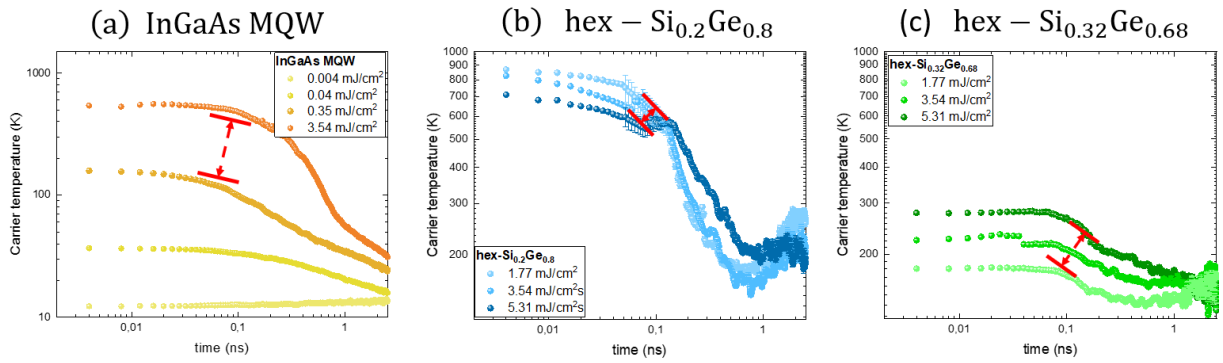 (a) InGaAs MQW
Carrier temperature (K)
1000
100
10
InGaAs MQW
0.004 mJ/cm²
0.04 mJ/cm²
0.35 mJ/cm²
3.54 mJ/cm²
0,01
0,1
1
time (ns)
(b) hex − Si₀.₂Ge₀.₈
Carrier temperature (K)
1000
900
800
700
600
500
400
300
200
hex-Si₀.₂Ge₀.₈
1.77 mJ/cm²
3.54 mJ/cm²s
5.31 mJ/cm²s
0,01
0,1
1
time (ns)
(c) hex − Si₀.₃₂Ge₀.₆₈
Carrier temperature (K)
1000
900
800
700
600
500
400
300
200
hex-Si₀.₃₂Ge₀.₆₈
1.77 mJ/cm²
3.54 mJ/cm²
5.31 mJ/cm²
0,01
0,1
1
time (ns)